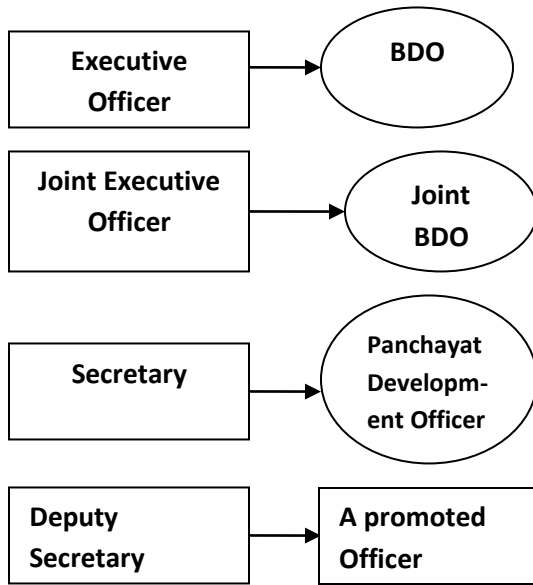 Executive
Officer
BDO
Joint Executive
Officer
Joint
BDO
Secretary
Panchayat
Developm-
ent Officer
Deputy
Secretary
A promoted
Officer